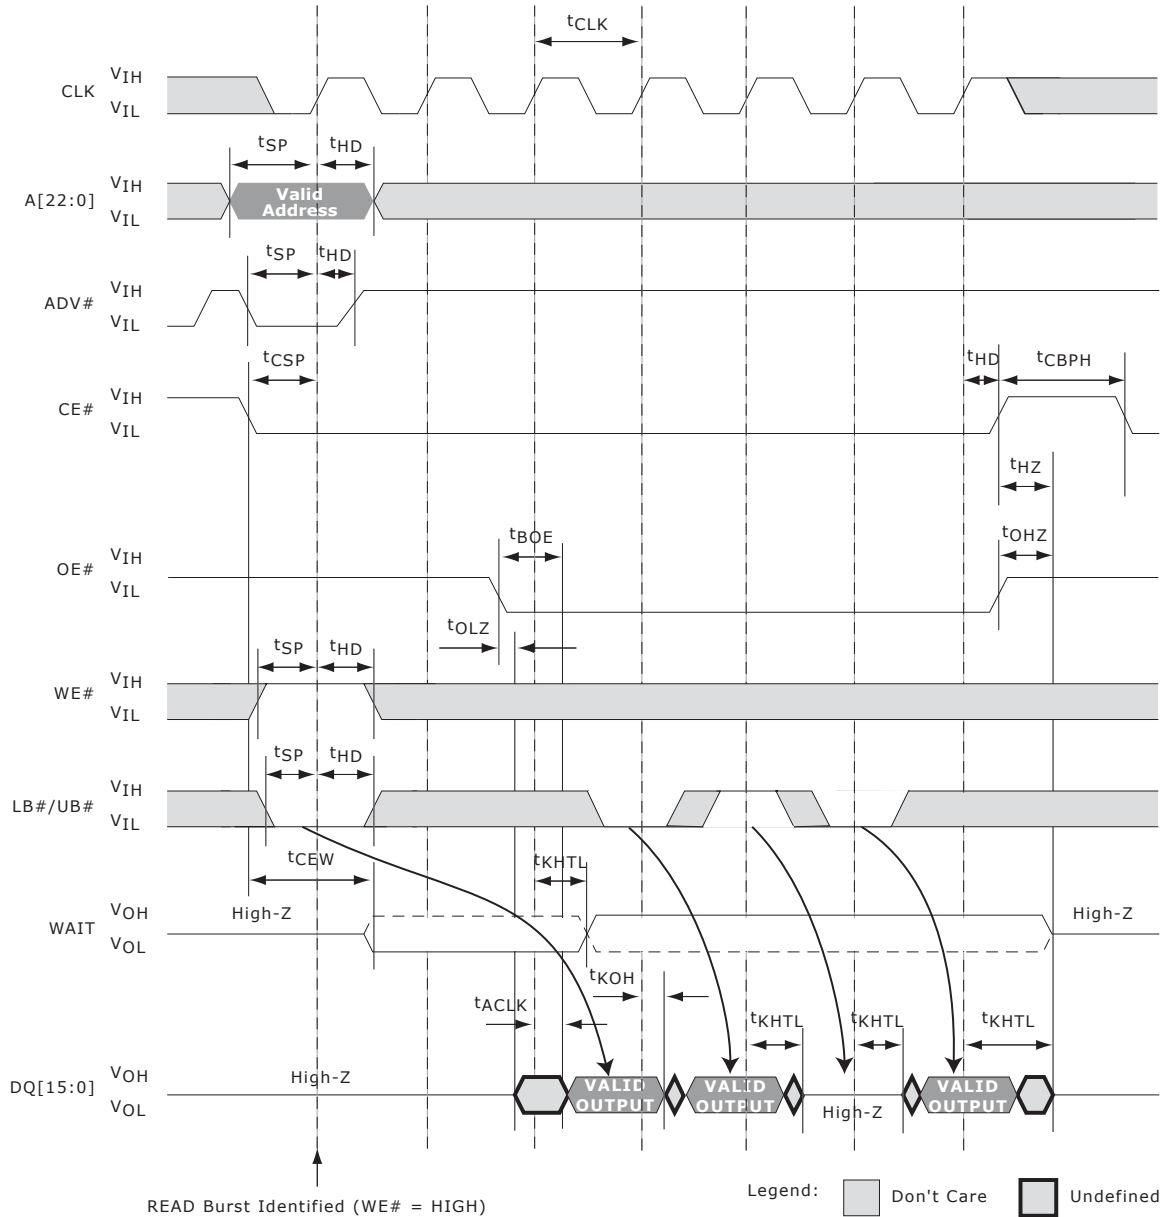 tCLK
CLK VIH
VIL
tSP tHD
A[22:0] VIH
VIL
Valid
Address
tSP tHD
ADV# VIH
VIL
tCSP tHD tCBPH
CE# VIH
VIL
tHZ
tBOE tOHZ
OE# VIH
VIL
tOLZ
tSP tHD
WE# VIH
VIL
tSP tHD
LB#/UB# VIH
VIL
tCEW tKHTL
WAIT VOH
VOL
High-Z High-Z
tKOH
tACLK tKHTL tKHTL tKHTL
DQ[15:0] VOH
VOL
High-Z
VALID
OUTPUT
VALID
OUTPUT
High-Z
VALID
OUTPUT
READ Burst Identified (WE# = HIGH)
Legend: Don't Care Undefined